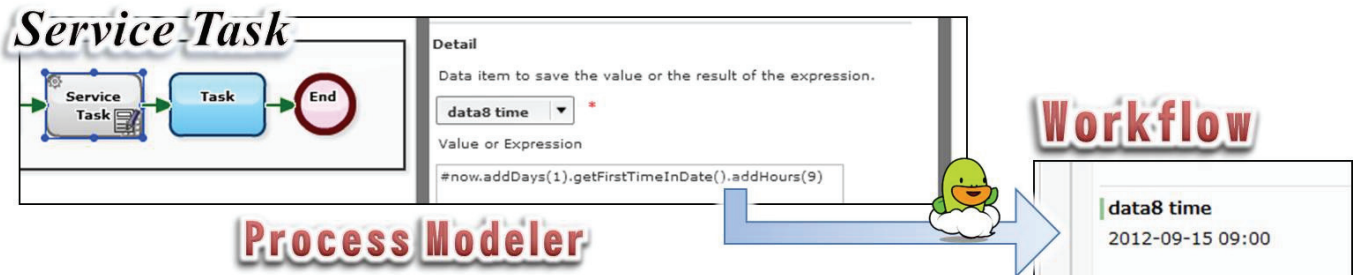 Service Task
Service
Task
Task
End
Detail
Data item to save the value or the result of the expression.
data8 time *
Value or Expression
#now.addDays(1).getFirstTimeInDate().addHours(9)
Process Modeler
Workflow
data8 time
2012-09-15 09:00